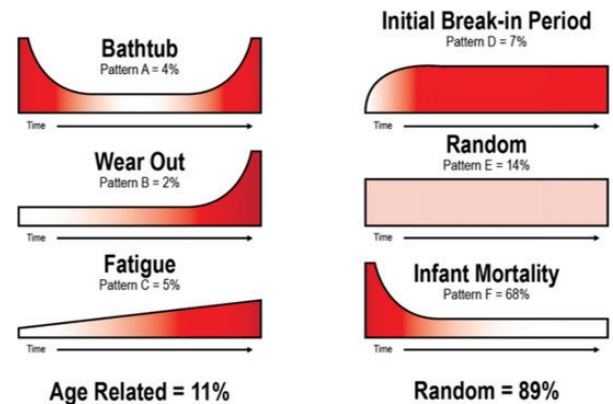 Bathtub
Pattern A = 4%
Time
Wear Out
Pattern B = 2%
Time
Fatigue
Pattern C = 5%
Time
Age Related = 11%
Initial Break-in Period
Pattern D = 7%
Time
Random
Pattern E = 14%
Time
Infant Mortality
Pattern F = 68%
Time
Random = 89%